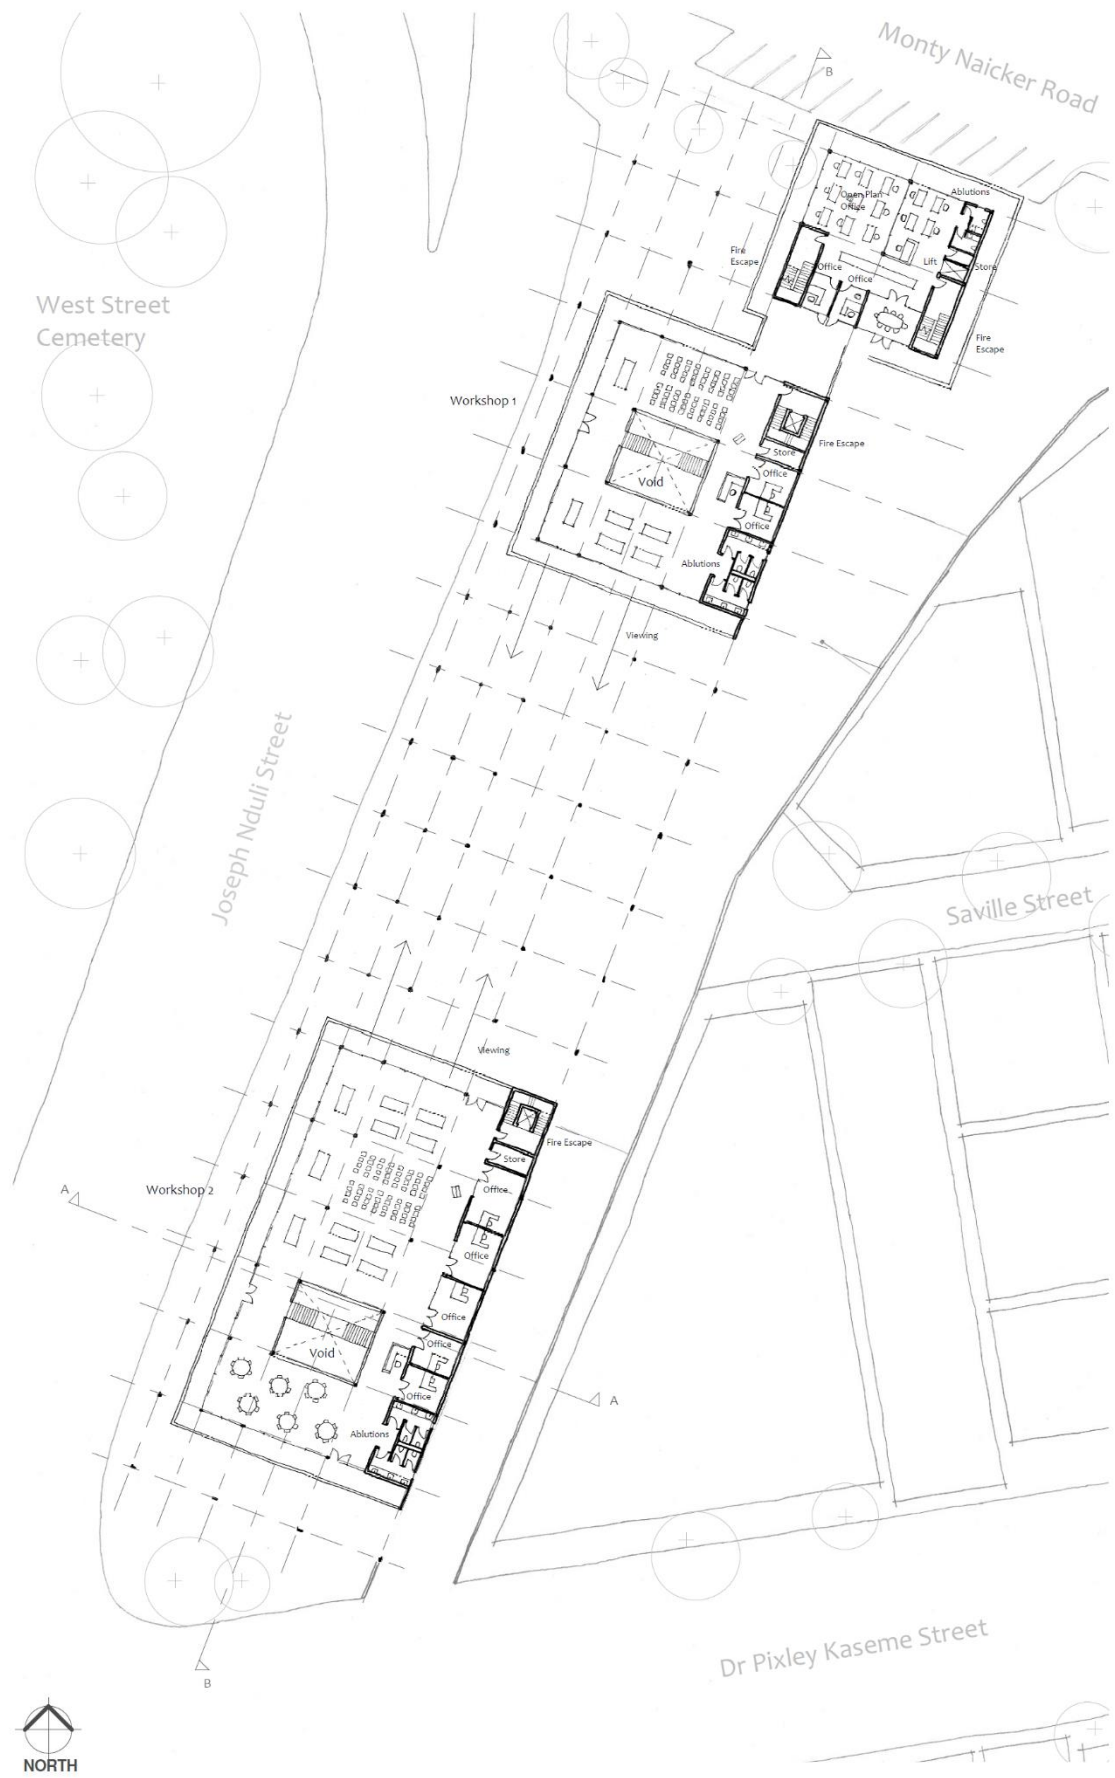 Monty Naicker Road
B
Ablutions
Open Plan
Office
Fire
Escape
Lift
Store
Office
Office
West Street
Cemetery
Fire
Escape
Workshop 1
Fire Escape
Store
Office
Void
Office
Ablutions
Viewing
Joseph Nduli Street
Saville Street
Viewing
Fire Escape
Store
Office
A
Workshop 2
Office
Office
Office
Void
Office
A
Ablutions
Dr Pixley Kaseme Street
B
NORTH